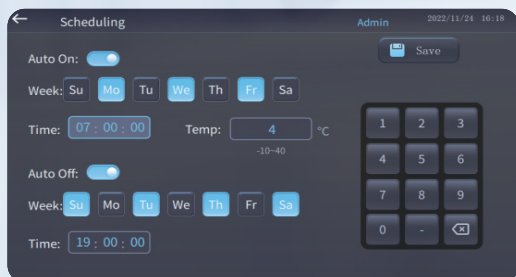 Scheduling Admin 2022/11/24 16:18
Save
Auto On:
Week: Su Mo Tu We Th Fr Sa
Time: 07 : 00 : 00 Temp: 4 °C
-10~40
Auto Off:
Week: Su Mo Tu We Th Fr Sa
Time: 19 : 00 : 00
1 2 3
4 5 6
7 8 9
0 -